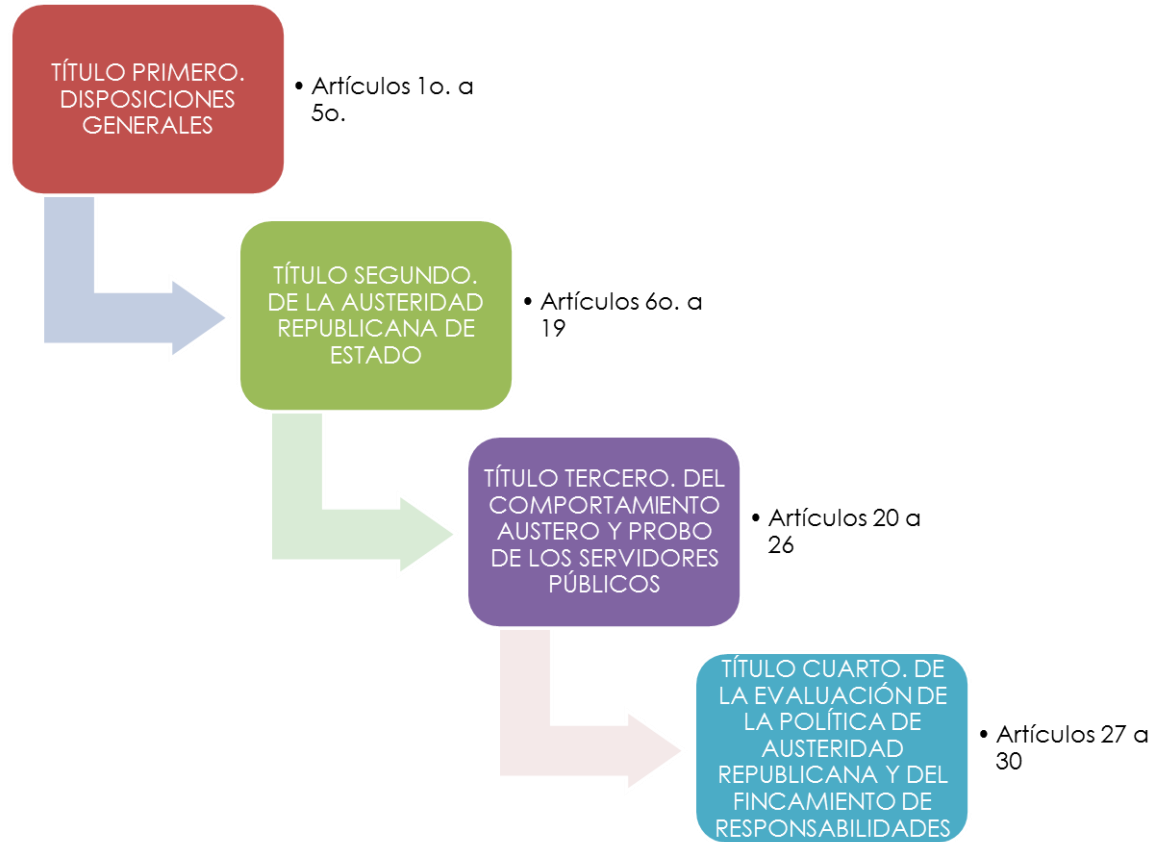 TÍTULO PRIMERO.
DISPOSICIONES
GENERALES
• Artículos 1o. a
5o.
TÍTULO SEGUNDO.
DE LA AUSTERIDAD
REPUBLICANA DE
ESTADO
• Artículos 6o. a
19
TÍTULO TERCERO. DEL
COMPORTAMIENTO
AUSTERO Y PROBO
DE LOS SERVIDORES
PÚBLICOS
• Artículos 20 a
26
TÍTULO CUARTO. DE
LA EVALUACIÓN DE
LA POLÍTICA DE
AUSTERIDAD
REPUBLICANA Y DEL
FINCAMIENTO DE
RESPONSABILIDADES
• Artículos 27 a
30